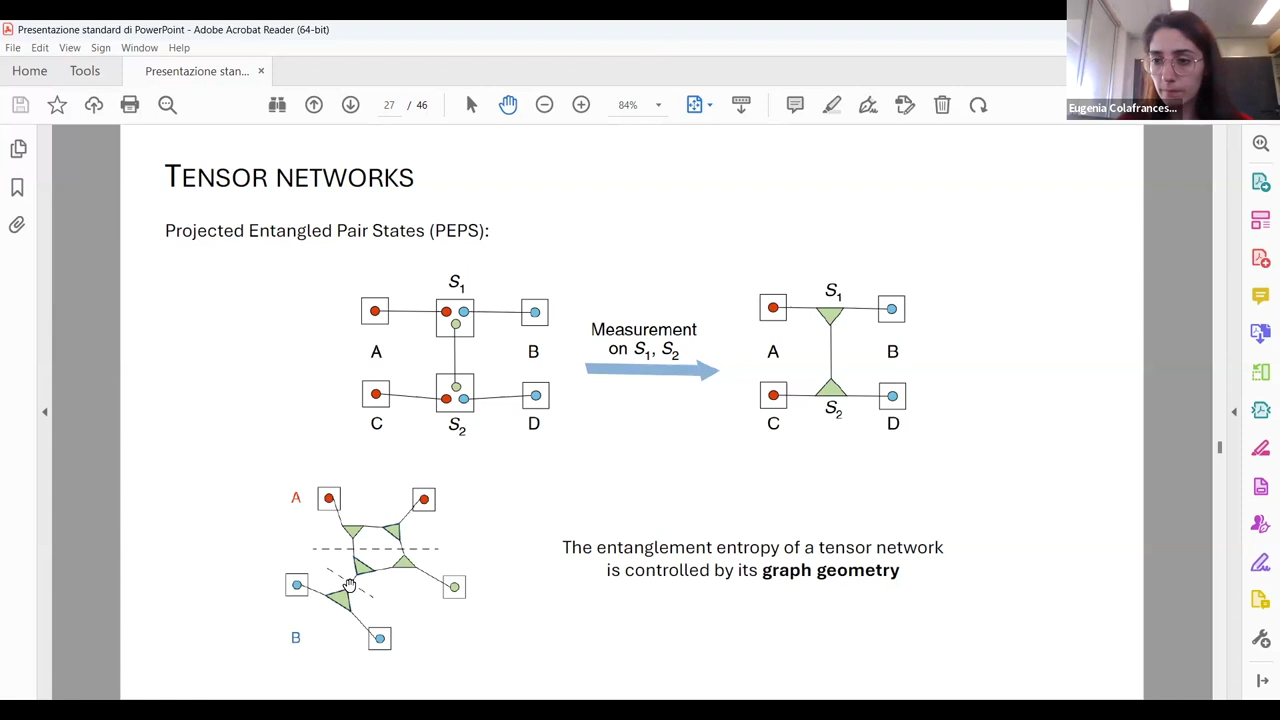 Presentazione standard di PowerPoint - Adobe Acrobat Reader (64-bit)
File Edit View Sign Window Help
Home Tools Presentazione stan... ×
27 / 46 84%
Eugenia Colafrances...
TENSOR NETWORKS
Projected Entangled Pair States (PEPS):
S1
A B
C D
S2
Measurement
on S1, S2
S1
A B
S2
C D
A
B
The entanglement entropy of a tensor network
is controlled by its graph geometry